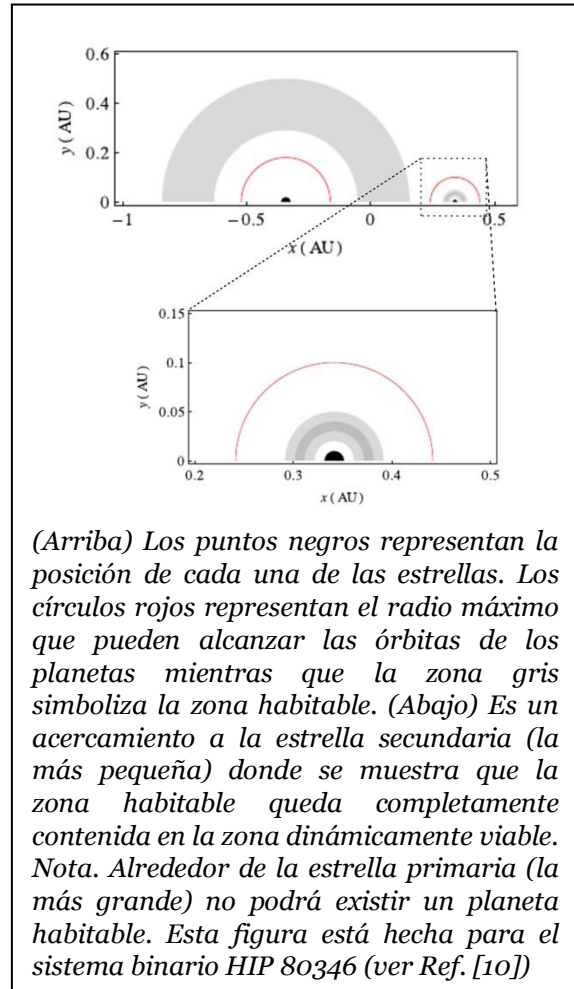 0.6
0.4
0.2
0
y (AU)
−1
−0.5
0
0.5
x (AU)
0.15
0.1
0.05
0
y (AU)
0.2
0.3
0.4
0.5
x (AU)
(Arriba) Los puntos negros representan la
posición de cada una de las estrellas. Los
círculos rojos representan el radio máximo
que pueden alcanzar las órbitas de los
planetas mientras que la zona gris
simboliza la zona habitable. (Abajo) Es un
acercamiento a la estrella secundaria (la
más pequeña) donde se muestra que la
zona habitable queda completamente
contenida en la zona dinámicamente viable.
Nota. Alrededor de la estrella primaria (la
más grande) no podrá existir un planeta
habitable. Esta figura está hecha para el
sistema binario HIP 80346 (ver Ref. [10])